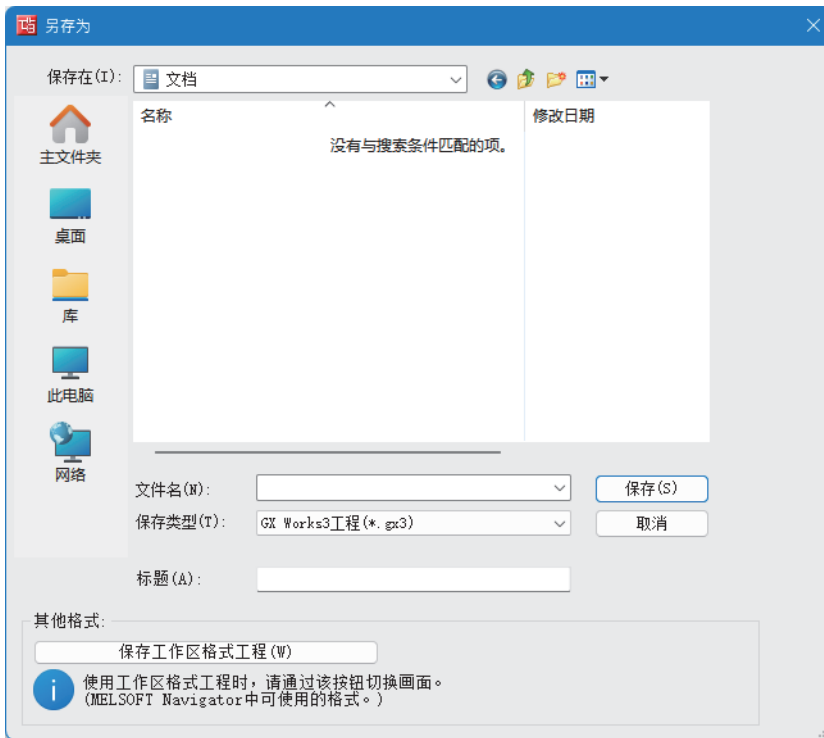 另存为
保存在(I):
文档
名称
修改日期
没有与搜索条件匹配的项。
主文件夹
桌面
库
此电脑
网络
文件名(N):
保存(S)
保存类型(T):
GX Works3工程(*.gx3)
取消
标题(A):
其他格式:
保存工作区格式工程(W)
使用工作区格式工程时，请通过该按钮切换画面。
(MELSOFT Navigator中可使用的格式。)